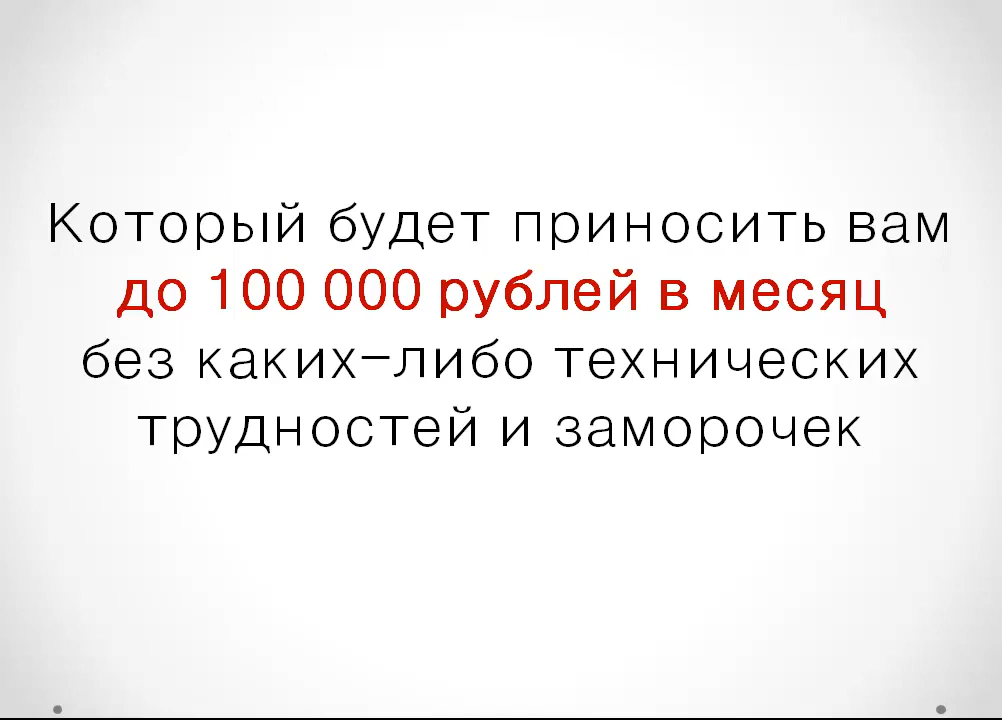 Который будет приносить вам
до 100 000 рублей в месяц
без каких-либо технических
трудностей и заморочек